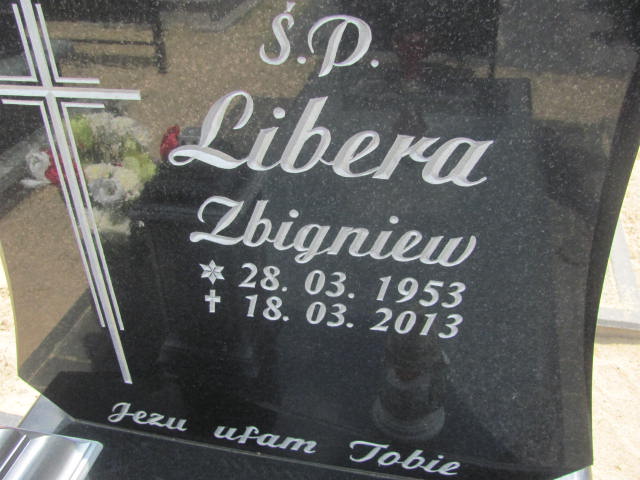 Ś.P.
Libera
Zbigniew
28. 03. 1953
18. 03. 2013
Jezu ufam Tobie